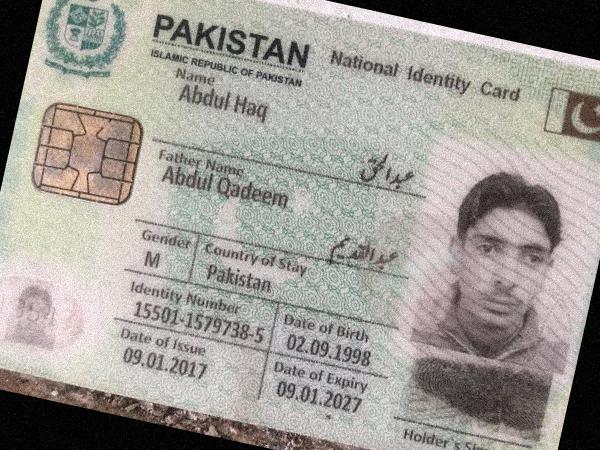 PAKISTAN National Identity Card
ISLAMIC REPUBLIC OF PAKISTAN
Name
Abdul Haq
عبدالحق
Father Name
Abdul Qadeem
عبدالقدیم
Gender Country of Stay
M Pakistan
Identity Number Date of Birth
15501-1579738-5 02.09.1998
Date of Issue Date of Expiry
09.01.2017 09.01.2027
Holder's